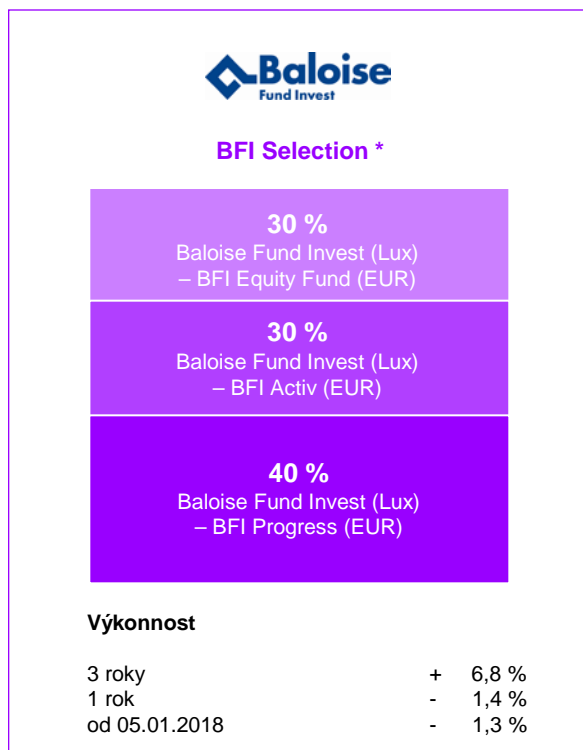 Baloise
Fund Invest
BFI Selection *
30 %
Baloise Fund Invest (Lux)
– BFI Equity Fund (EUR)
30 %
Baloise Fund Invest (Lux)
– BFI Activ (EUR)
40 %
Baloise Fund Invest (Lux)
– BFI Progress (EUR)
Výkonnost
3 roky + 6,8 %
1 rok - 1,4 %
od 05.01.2018 - 1,3 %